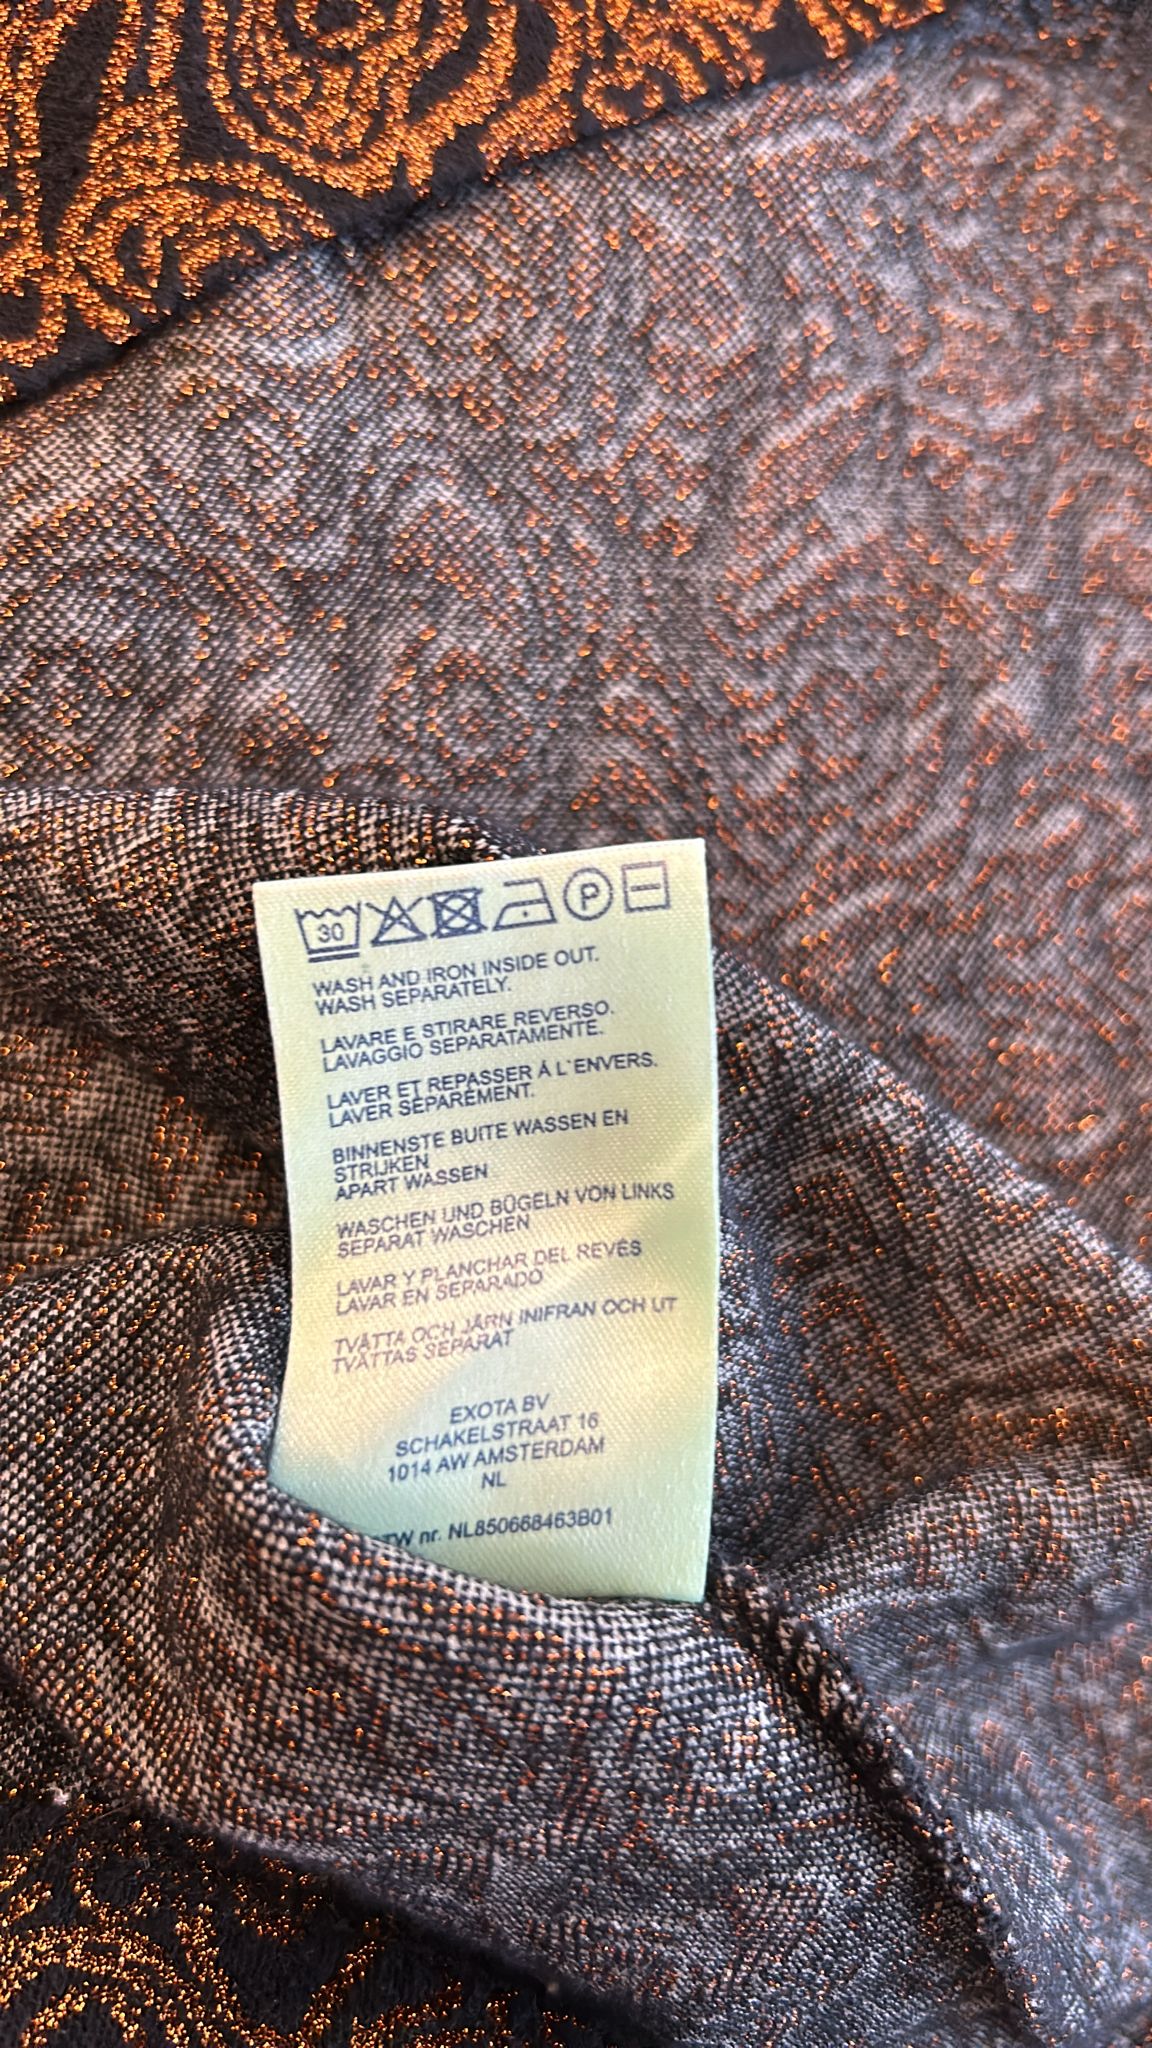 30
P
WASH AND IRON INSIDE OUT.
WASH SEPARATELY.
LAVARE E STIRARE REVERSO.
LAVAGGIO SEPARATAMENTE.
LAVER ET REPASSER Á L`ENVERS.
LAVER SÉPARÉMENT.
BINNENSTE BUITE WASSEN EN
STRIJKEN
APART WASSEN
WASCHEN UND BÜGELN VON LINKS
SEPARAT WASCHEN
LAVAR Y PLANCHAR DEL REVÉS
LAVAR EN SEPARADO
TVÄTTA OCH JÄRN INIFRAN OCH UT
TVÄTTAS SEPARAT
EXOTA BV
SCHAKELSTRAAT 16
1014 AW AMSTERDAM
NL
nr. NL850668463B01